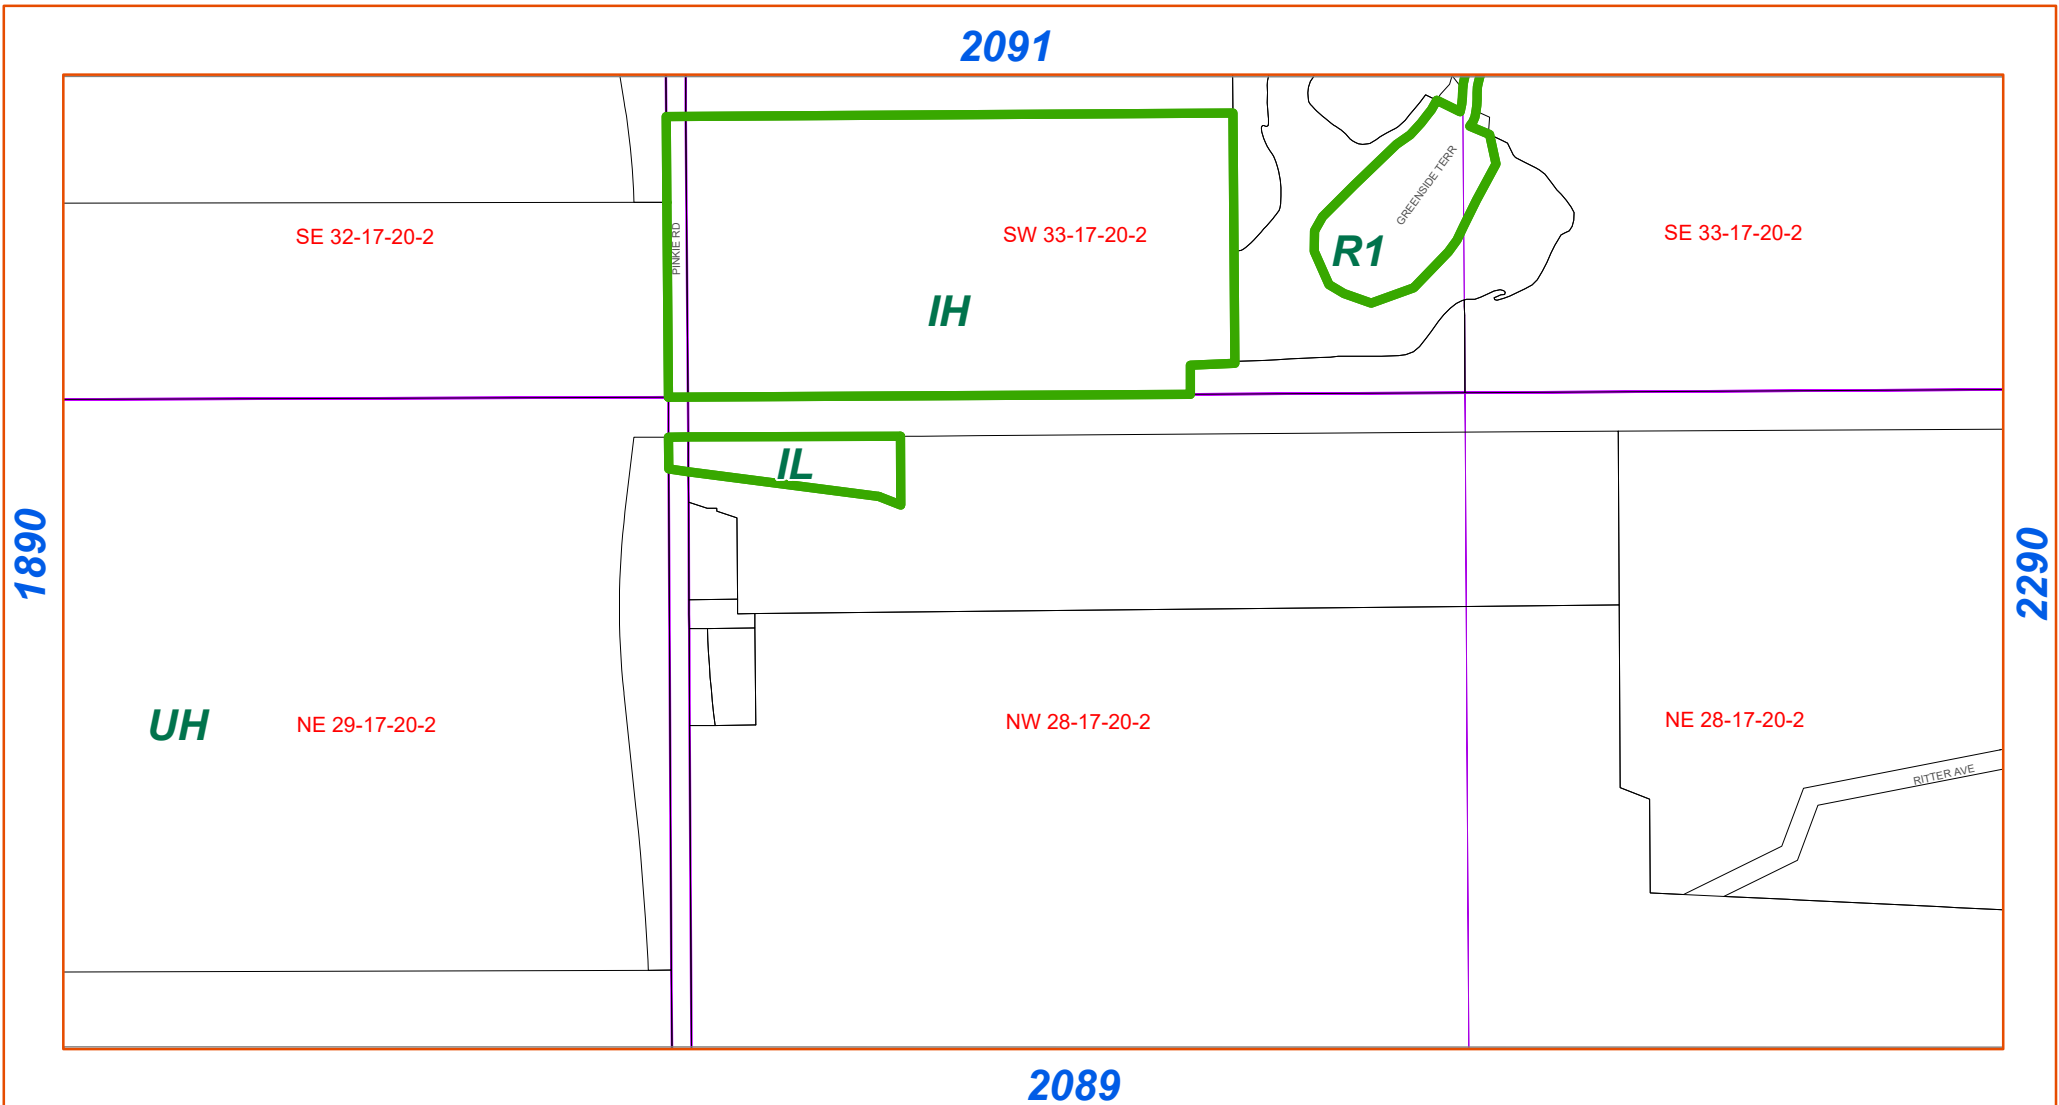 2091
SE 32-17-20-2
PINKIE RD
SW 33-17-20-2
GREENSIDE TERR
R1
SE 33-17-20-2
IH
IL
1890
2290
UH
NE 29-17-20-2
NW 28-17-20-2
NE 28-17-20-2
RITTER AVE
2089